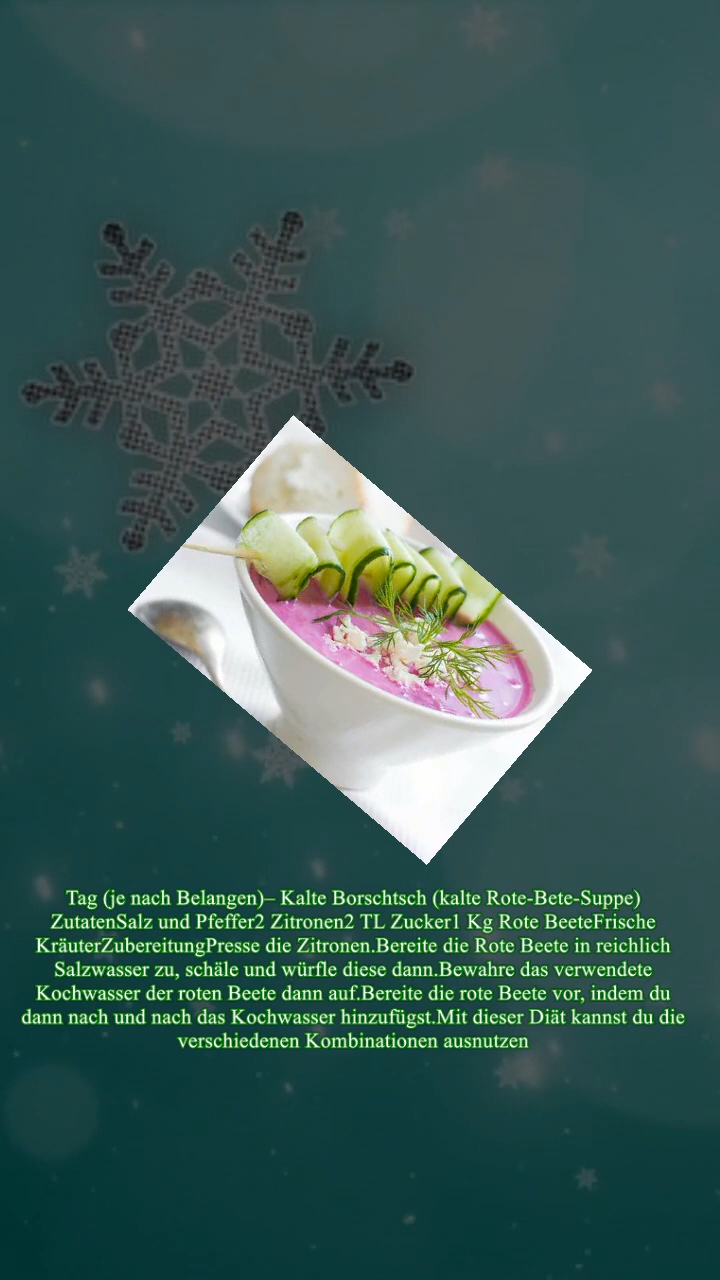 Tag (je nach Belangen)– Kalte Borschtsch (kalte Rote-Bete-Suppe)
ZutatenSalz und Pfeffer2 Zitronen2 TL Zucker1 Kg Rote BeeteFrische
KräuterZubereitungPresse die Zitronen.Bereite die Rote Beete in reichlich
Salzwasser zu, schäle und würfle diese dann.Bewahre das verwendete
Kochwasser der roten Beete dann auf.Bereite die rote Beete vor, indem du
dann nach und nach das Kochwasser hinzufügst.Mit dieser Diät kannst du die
verschiedenen Kombinationen ausnutzen